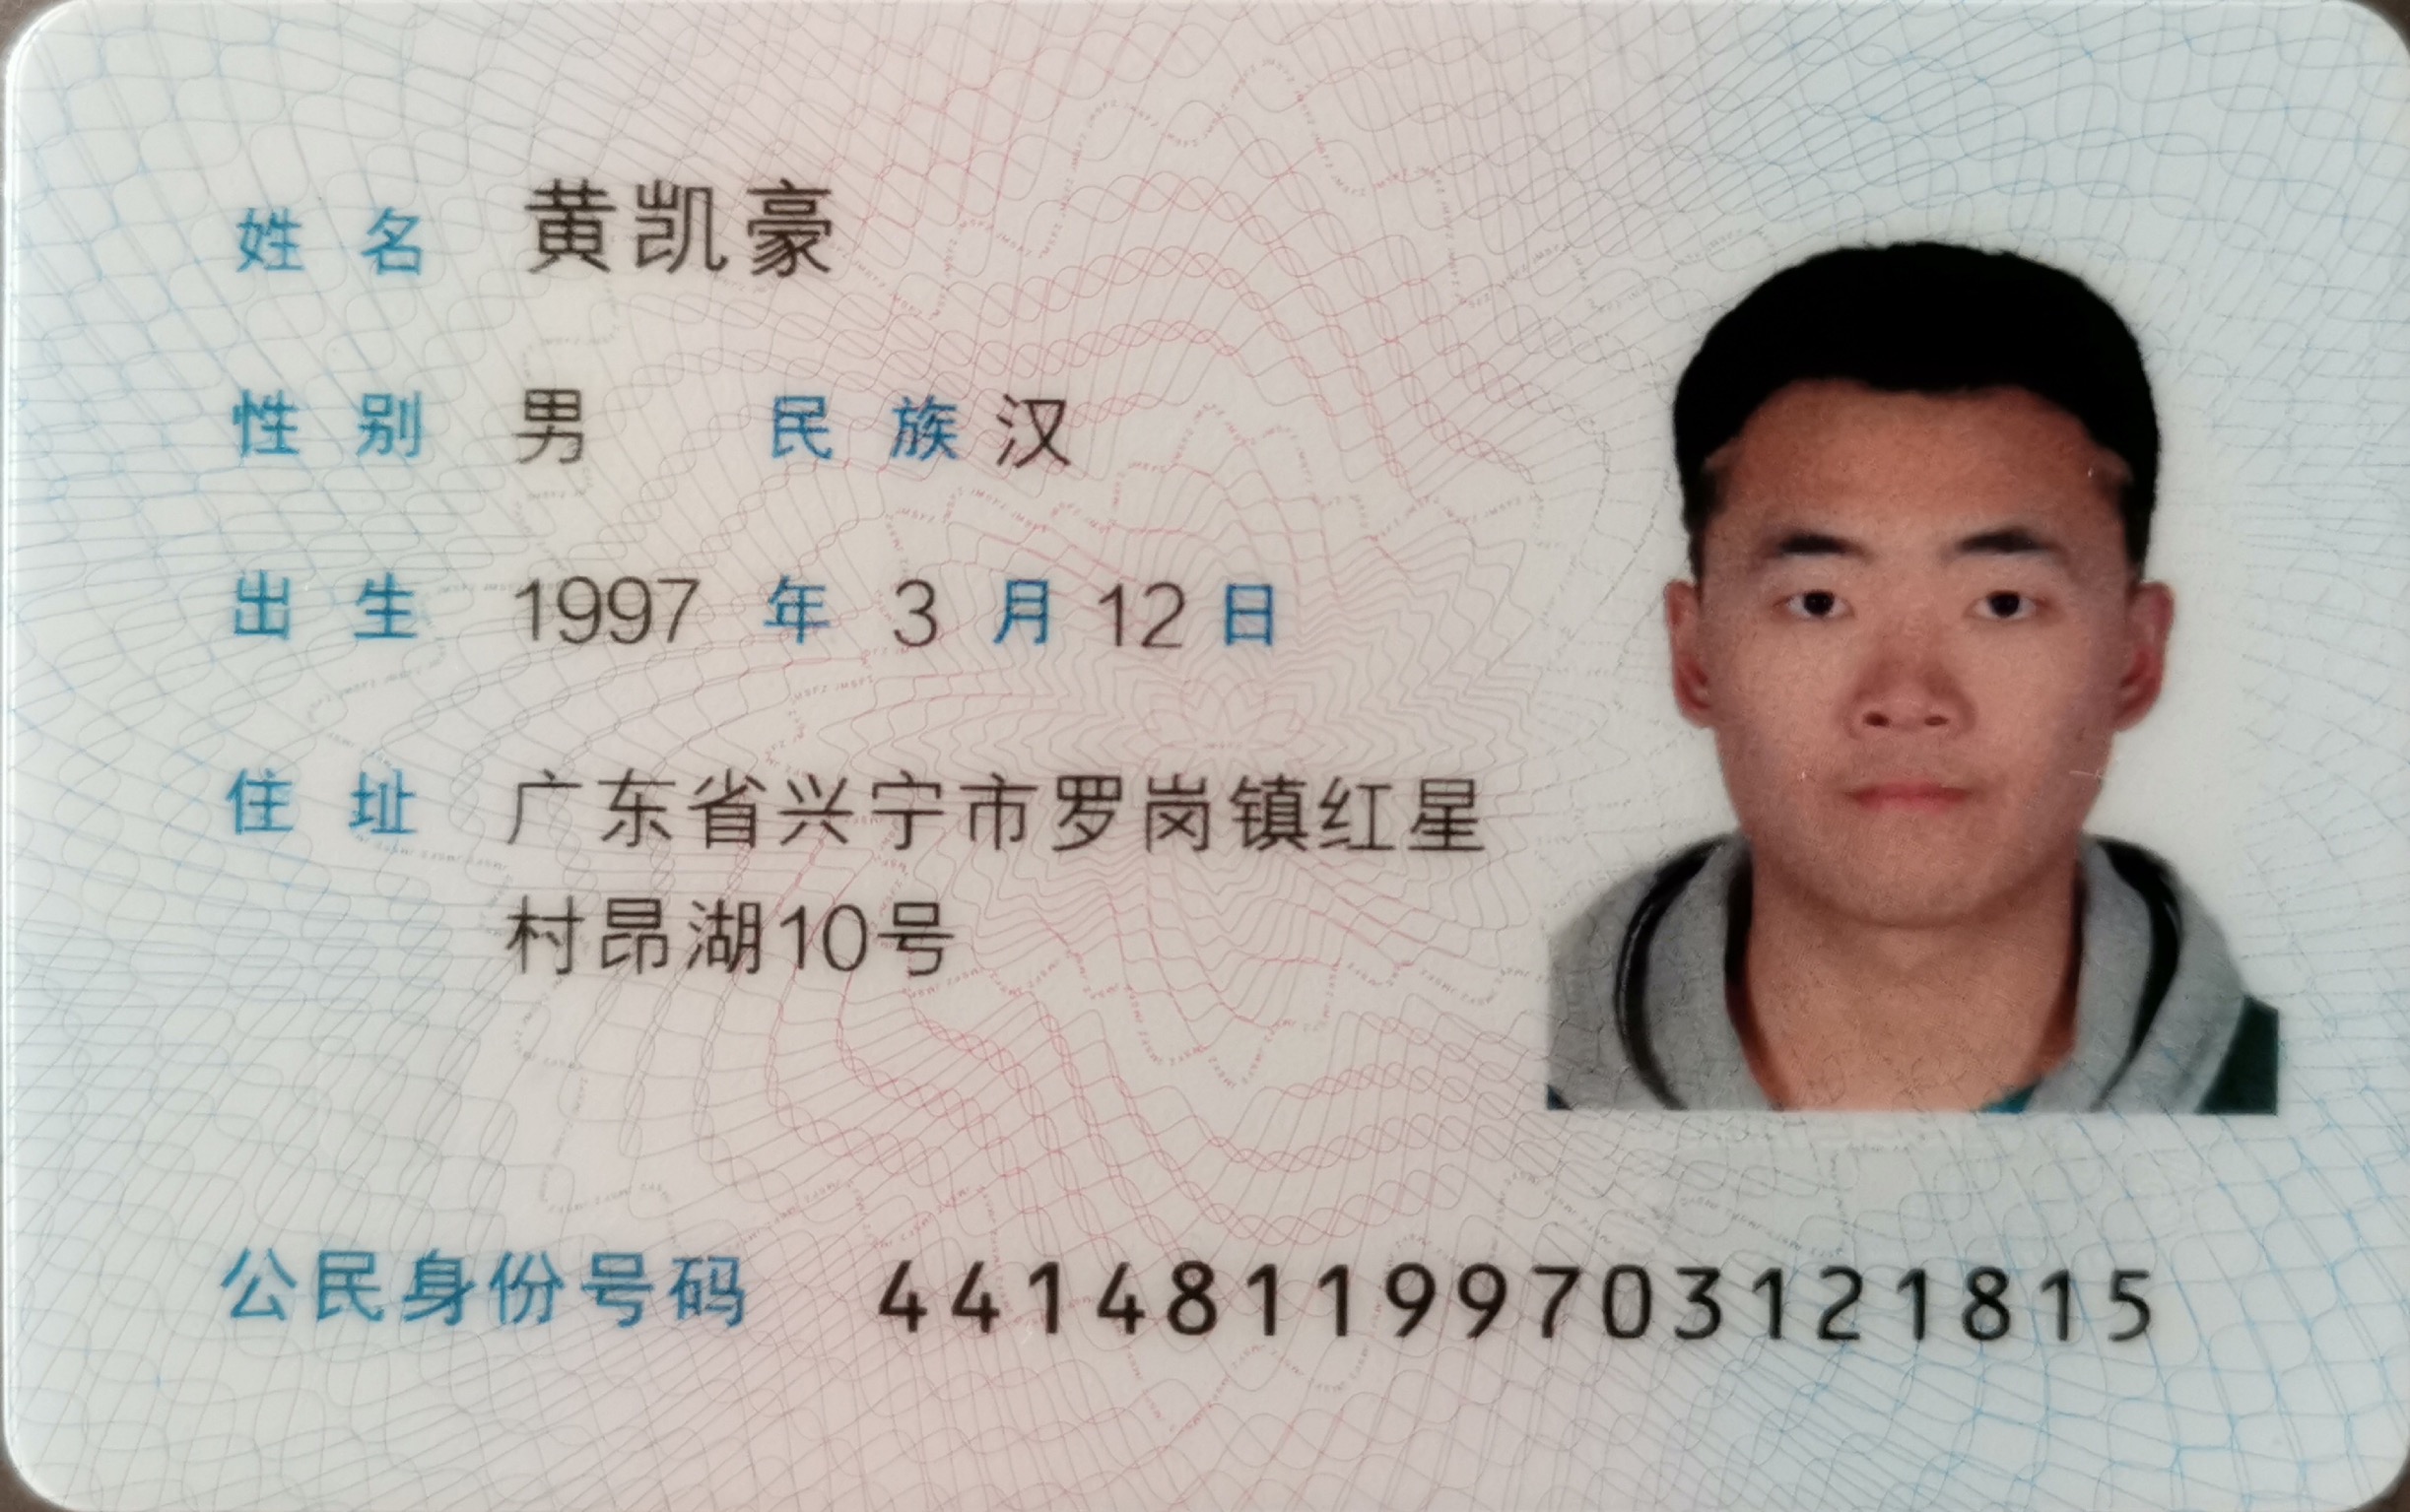 姓名 黄凯豪
性别 男 民族 汉
出生 1997 年 3 月 12 日
住址 广东省兴宁市罗岗镇红星
村昂湖10号
公民身份号码 441481199703121815